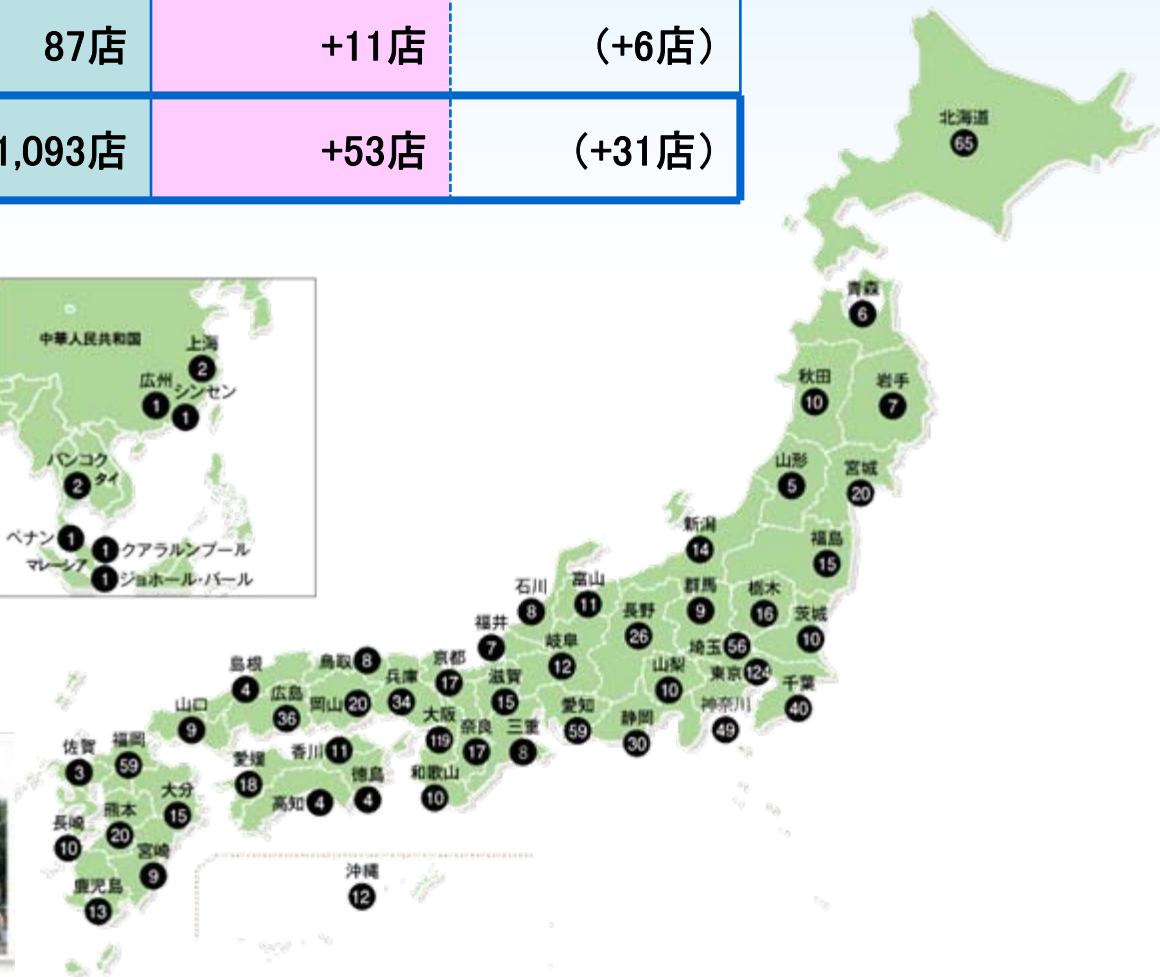 87店 +11店 (+6店)
1,093店 +53店 (+31店)
北海道
65
青森
6
秋田
10
岩手
7
山形
5
宮城
20
新潟
14
福島
15
石川
8
富山
11
群馬
9
栃木
16
茨城
10
長野
26
福井
7
岐阜
12
埼玉 56
山梨
10
東京 124
千葉
40
神奈川
49
島根
4
鳥取 8
京都
17
滋賀
15
兵庫
34
広島
36
岡山 20
山口
9
愛知
59
静岡
30
大阪
119
奈良
17
三重
8
和歌山
10
香川 11
徳島
4
愛媛
18
高知 4
佐賀
3
福岡
59
大分
15
長崎
10
熊本
20
宮崎
9
鹿児島
13
沖縄
12
中華人民共和国
上海
2
広州
1
シンセン
1
バンコク
2 タイ
ペナン 1
1 クアラルンプール
マレーシア
1 ジョホール・バール